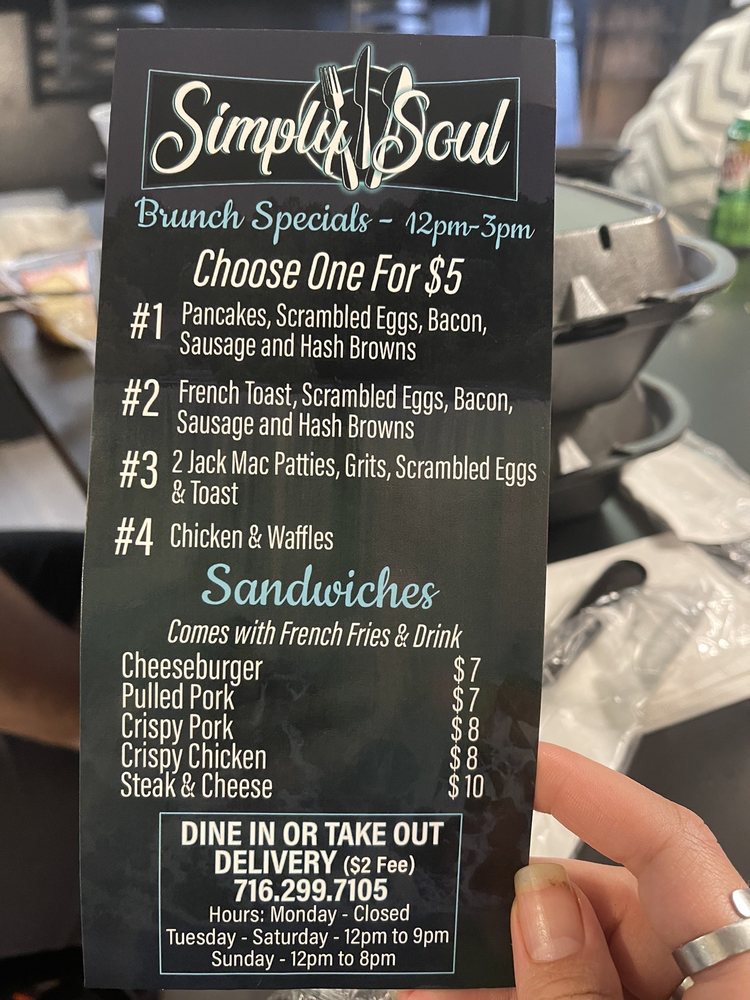 Simply Soul
Brunch Specials - 12pm-3pm
Choose One For $5
#1 Pancakes, Scrambled Eggs, Bacon,
Sausage and Hash Browns
#2 French Toast, Scrambled Eggs, Bacon,
Sausage and Hash Browns
#3 2 Jack Mac Patties, Grits, Scrambled Eggs
& Toast
#4 Chicken & Waffles
Sandwiches
Comes with French Fries & Drink
Cheeseburger $7
Pulled Pork $7
Crispy Pork $8
Crispy Chicken $8
Steak & Cheese $10
DINE IN OR TAKE OUT
DELIVERY ($2 Fee)
716.299.7105
Hours: Monday - Closed
Tuesday - Saturday - 12pm to 9pm
Sunday - 12pm to 8pm